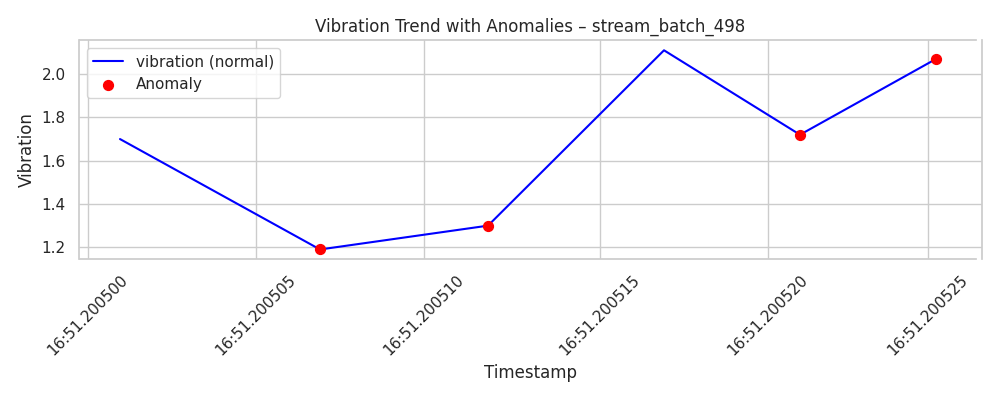 Vibration Trend with Anomalies – stream_batch_498
vibration (normal)
Anomaly
Vibration
2.0
1.8
1.6
1.4
1.2
16:51.200500
16:51.200505
16:51.200510
16:51.200515
16:51.200520
16:51.200525
Timestamp